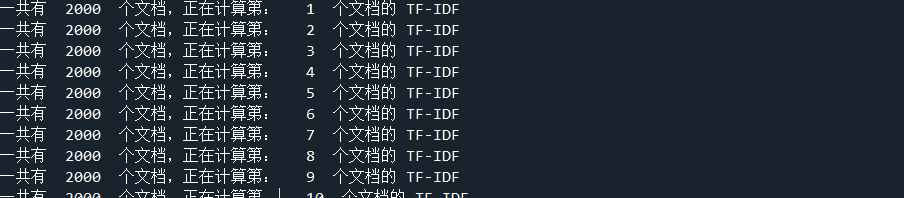 一共有 2000 个文档，正在计算第： 1 个文档的 TF-IDF
一共有 2000 个文档，正在计算第： 2 个文档的 TF-IDF
一共有 2000 个文档，正在计算第： 3 个文档的 TF-IDF
一共有 2000 个文档，正在计算第： 4 个文档的 TF-IDF
一共有 2000 个文档，正在计算第： 5 个文档的 TF-IDF
一共有 2000 个文档，正在计算第： 6 个文档的 TF-IDF
一共有 2000 个文档，正在计算第： 7 个文档的 TF-IDF
一共有 2000 个文档，正在计算第： 8 个文档的 TF-IDF
一共有 2000 个文档，正在计算第： 9 个文档的 TF-IDF
一共有 2000 个文档，正在计算第： 10 个文档的 TF-IDF